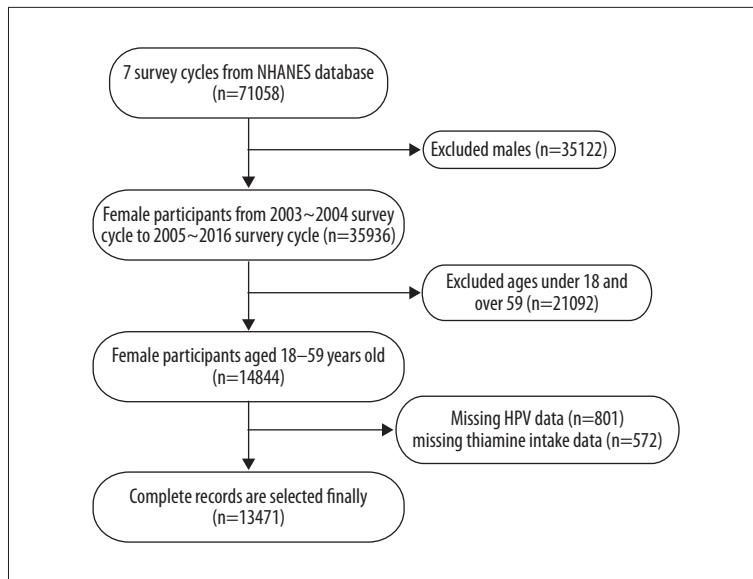 7 survey cycles from NHANES database
(n=71058)
Excluded males (n=35122)
Female participants from 2003~2004 survey
cycle to 2005~2016 survery cycle (n=35936)
Excluded ages under 18 and
over 59 (n=21092)
Female participants aged 18–59 years old
(n=14844)
Missing HPV data (n=801)
missing thiamine intake data (n=572)
Complete records are selected finally
(n=13471)